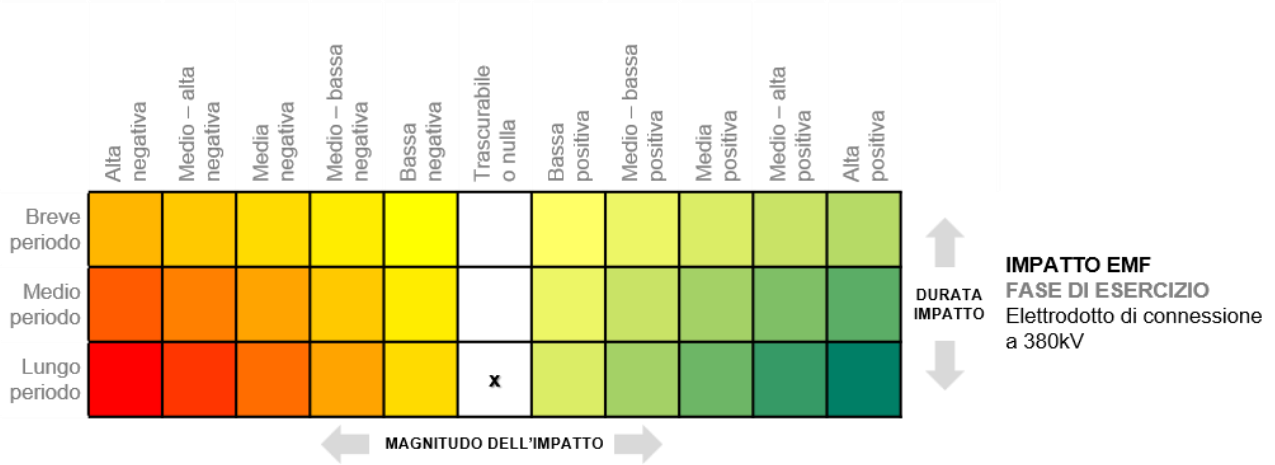 Alta
negativa
Medio – alta
negativa
Media
negativa
Medio – bassa
negativa
Bassa
negativa
Trascurabile
o nulla
Bassa
positiva
Medio – bassa
positiva
Media
positiva
Medio – alta
positiva
Alta
positiva
Breve
periodo
Medio
periodo
Lungo
periodo
x
DURATA
IMPATTO
MAGNITUDO DELL'IMPATTO
IMPATTO EMF
FASE DI ESERCIZIO
Elettrodotto di connessione
a 380kV